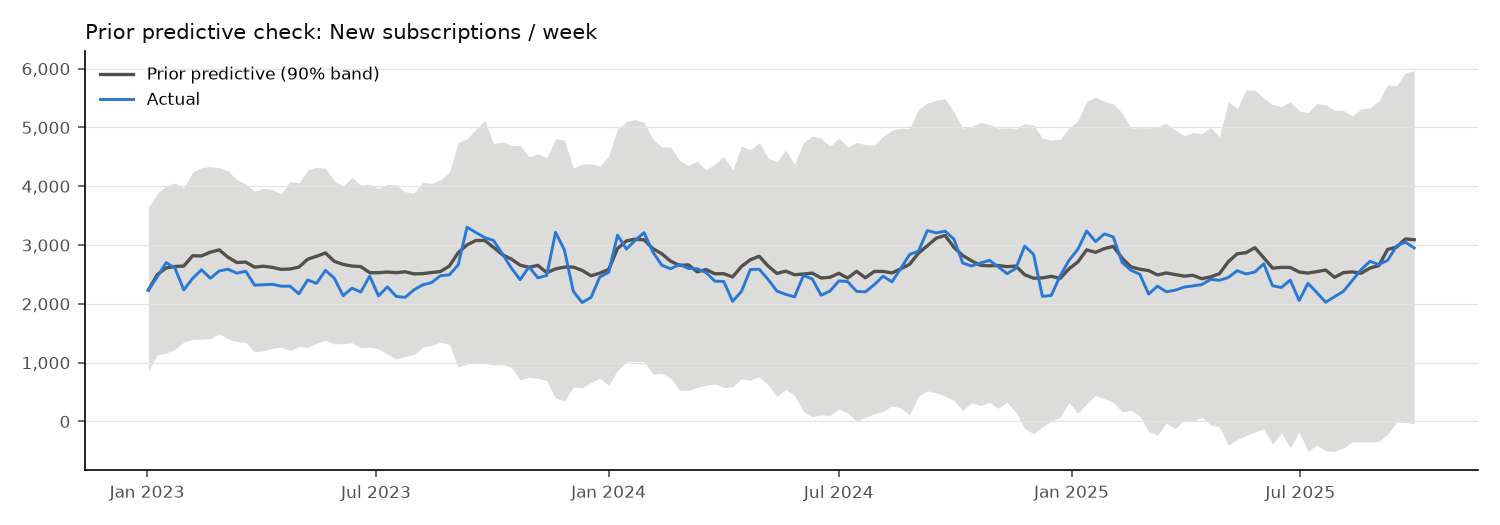 Prior predictive check: New subscriptions / week
6,000
Prior predictive (90% band)
Actual
5,000
4,000
3,000
2,000
1,000
0
Jan 2023
Jul 2023
Jan 2024
Jul 2024
Jan 2025
Jul 2025